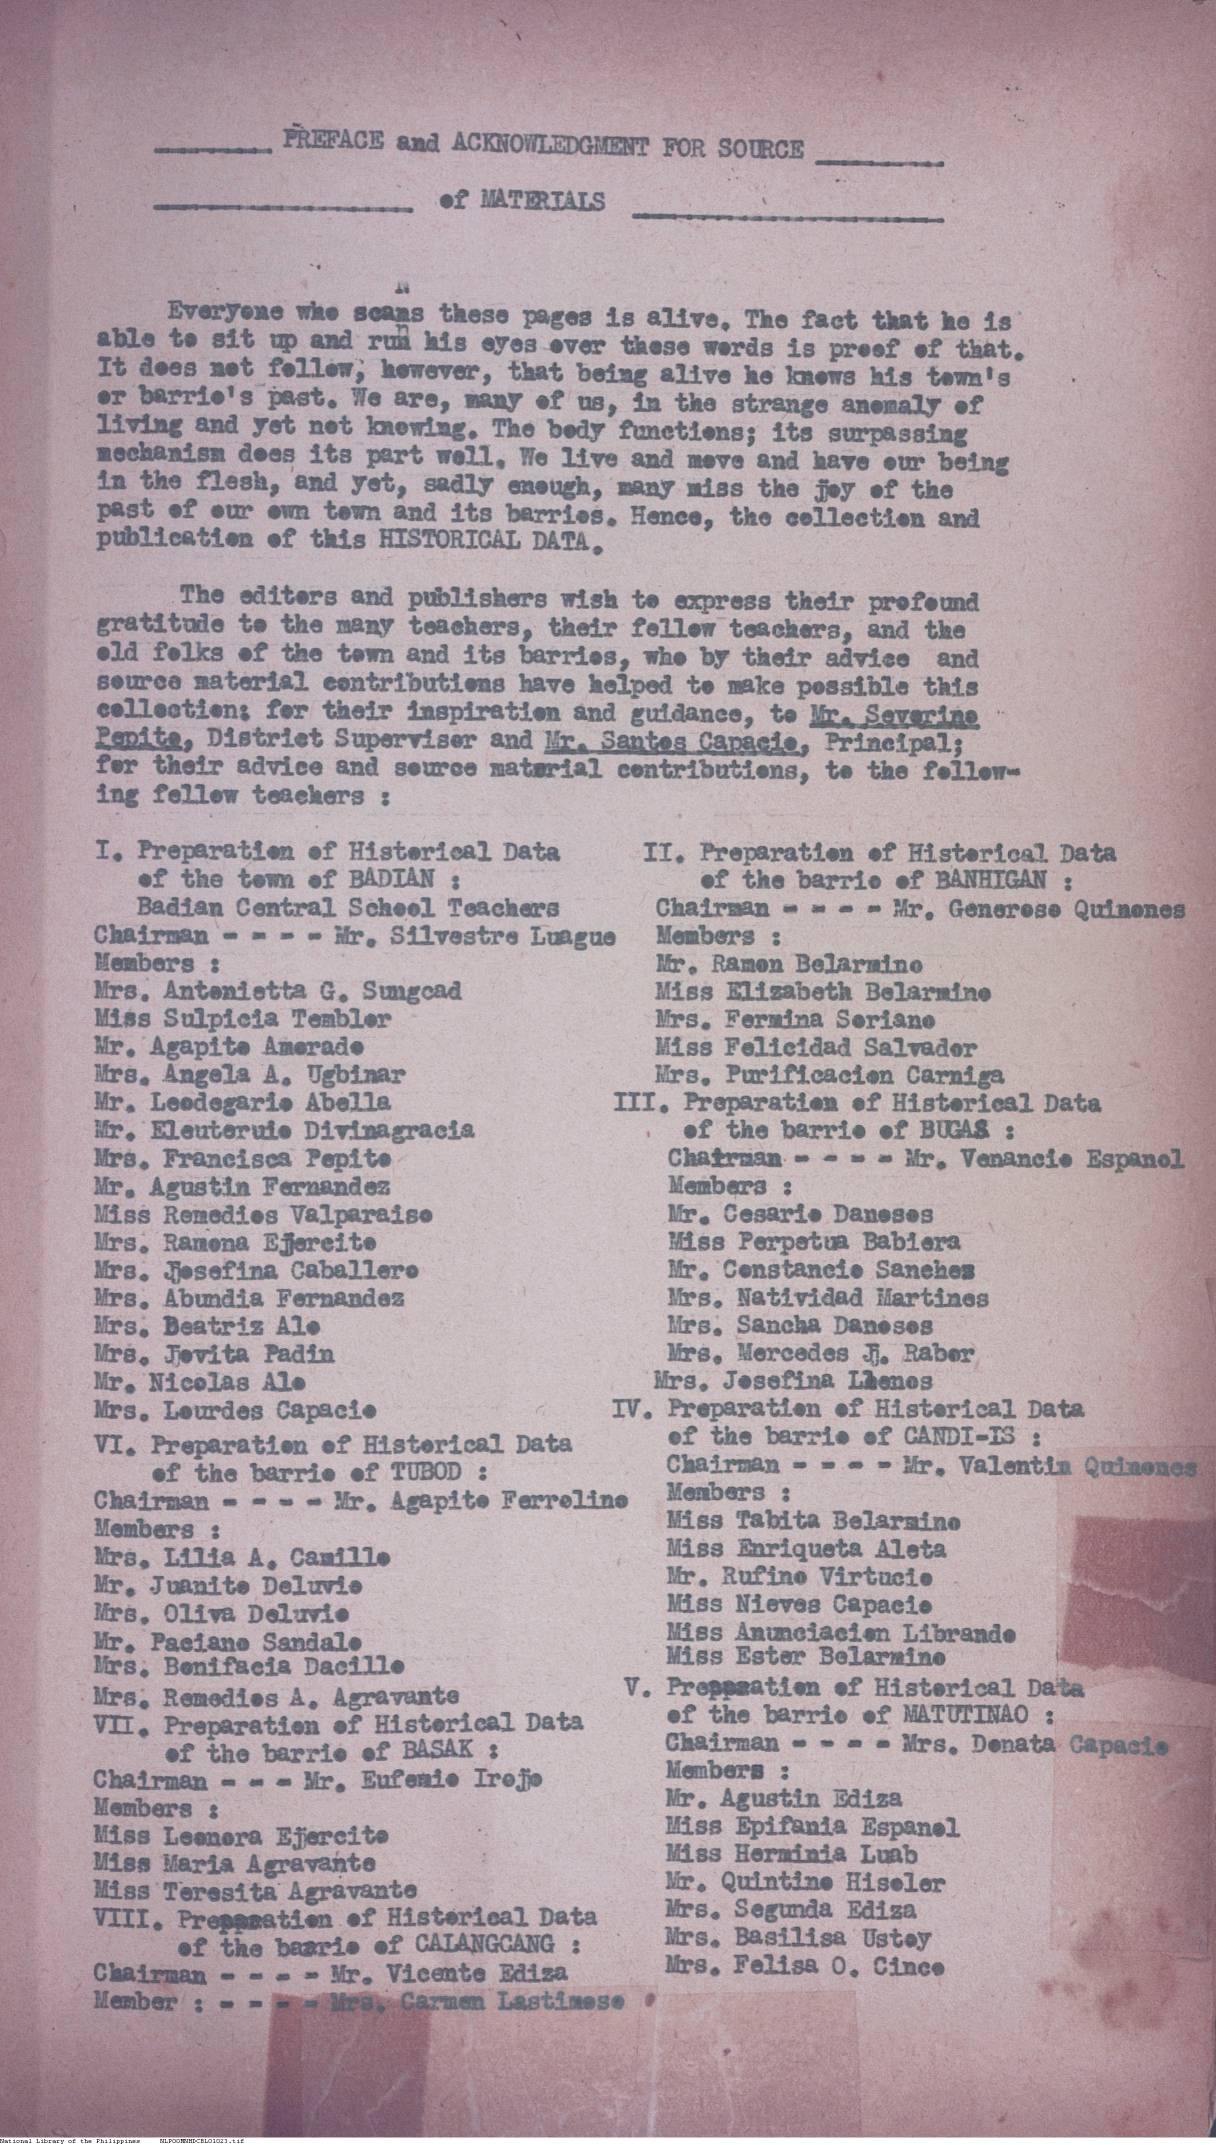 PREFACE and ACKNOWLEDGMENT FOR SOURCE
of MATERIALS
Everyone who scans these pages is alive. The fact that he is
able to sit up and run his eyes over these words is proof of that.
It does not follow, however, that being alive he knows his town's
or barrio's past. We are, many of us, in the strange anomaly of
living and yet not knowing. The body functions; its surpassing
mechanism does its part well. We live and move and have our being
in the flesh, and yet, sadly enough, many miss the joy of the
past of our own town and its barrios. Hence, the collection and
publication of this HISTORICAL DATA.
The editors and publishers wish to express their profound
gratitude to the many teachers, their fellow teachers, and the
old folks of the town and its barrios, who by their advice and
source material contributions have helped to make possible this
collection: for their inspiration and guidance, to Mr. Severino
Pepito, District Supervisor and Mr. Santos Capacio, Principal;
for their advice and source material contributions, to the follow-
ing fellow teachers :
I. Preparation of Historical Data
of the town of BADIAN :
Badian Central School Teachers
Chairman - - - - Mr. Silvestre Luague
Members :
Mrs. Antonietta G. Sungcad
Miss Sulpicia Temblor
Mr. Agapito Amorado
Mrs. Angela A. Ugbinar
Mr. Leodegario Abella
Mr. Eleuteruio Divinagracia
Mrs. Francisca Pepito
Mr. Agustin Fernandez
Miss Remedios Valparaiso
Mrs. Ramona Ejercito
Mrs. Josefina Caballero
Mrs. Abundia Fernandez
Mrs. Beatriz Alo
Mrs. Jovita Padin
Mr. Nicolas Alo
Mrs. Lourdes Capacio
VI. Preparation of Historical Data
of the barrio of TUBOD :
Chairman - - - - Mr. Agapito Ferrolino
Members :
Mrs. Lilia A. Camillo
Mr. Juanito Deluvio
Mrs. Oliva Deluvio
Mr. Paciano Sandalo
Mrs. Bonifacia Dacillo
Mrs. Remedios A. Agravante
VII. Preparation of Historical Data
of the barrio of BASAK :
Chairman - - - Mr. Eufemio Irojo
Members :
Miss Leonora Ejercito
Miss Maria Agravante
Miss Teresita Agravante
VIII. Preparation of Historical Data
of the barrio of CALANGCANG :
Chairman - - - - Mr. Vicente Ediza
Member : - - - - Mrs. Carmen Lastimoso
II. Preparation of Historical Data
of the barrio of BANHIGAN :
Chairman - - - - Mr. Generoso Quinones
Members :
Mr. Ramon Belarmino
Miss Elizabeth Belarmino
Mrs. Fermina Soriano
Miss Felicidad Salvador
Mrs. Purificacion Carniga
III. Preparation of Historical Data
of the barrio of BUGAS :
Chairman - - - - Mr. Venancio Espanol
Members :
Mr. Cesario Danoses
Miss Perpetua Babiera
Mr. Constancio Sanchez
Mrs. Natividad Martines
Mrs. Sancha Danoses
Mrs. Mercedes J. Rabor
Mrs. Josefina Llenos
IV. Preparation of Historical Data
of the barrio of CANDI-IS :
Chairman - - - - Mr. Valentin Quinones
Members :
Miss Tabita Belarmino
Miss Enriqueta Aleta
Mr. Rufino Virtucio
Miss Nieves Capacio
Miss Anunciacion Librando
Miss Ester Belarmino
V. Preparation of Historical Data
of the barrio of MATUTINAO :
Chairman - - - - Mrs. Donata Capacio
Members :
Mr. Agustin Ediza
Miss Epifania Espanol
Miss Herminia Luab
Mr. Quintino Hisoler
Mrs. Segunda Ediza
Mrs. Basilisa Ustoy
Mrs. Felisa O. Cinco
National Library of the Philippines NLPOOMNHDCBLO1023.tif